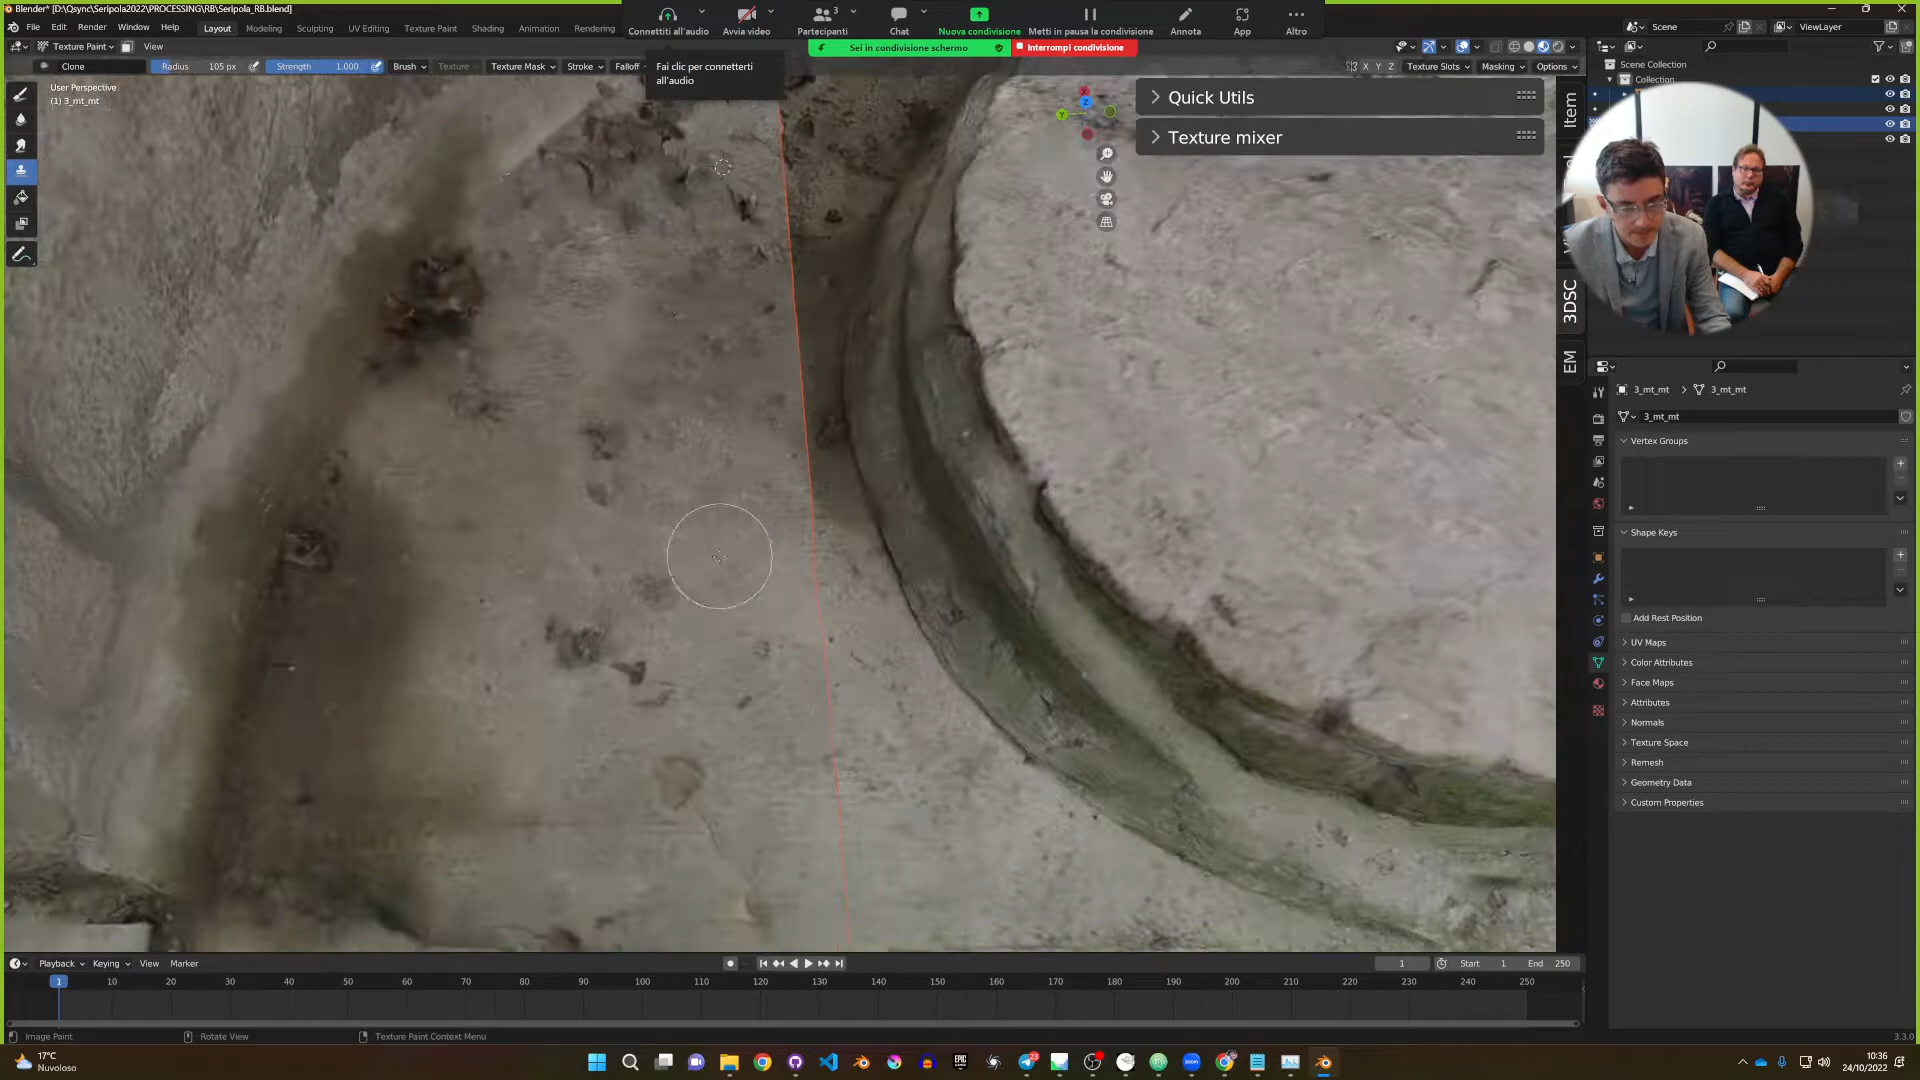 Blender* [D:\Qsync\Seripola2022\PROCESSING\RB\Seripola_RB.blend]
File Edit Render Window Help Layout Modeling Sculpting UV Editing Texture Paint Shading Animation Rendering
Connettiti all'audio Avvia video Partecipanti 3 Chat Nuova condivisione Metti in pausa la condivisione Annota App Altro
Scene ViewLayer
Texture Paint View
Sei in condivisione schermo Interrompi condivisione
Clone Radius 105 px Strength 1.000 Brush Texture Texture Mask Stroke Falloff
Fai clic per connetterti
all'audio
X Y Z Texture Slots Masking Options
Scene Collection
Collection
User Perspective
(1) 3_mt_mt
Quick Utils
Texture mixer
Item
3DSC
EM
3_mt_mt 3_mt_mt
3_mt_mt
Vertex Groups
Shape Keys
Add Rest Position
UV Maps
Color Attributes
Face Maps
Attributes
Normals
Texture Space
Remesh
Geometry Data
Custom Properties
Playback Keying View Marker
1 Start 1 End 250
1 10 20 30 40 50 60 70 80 90 100 110 120 130 140 150 160 170 180 190 200 210 220 230 240 250
Image Paint Rotate View Texture Paint Context Menu
3.3.0
17°C
Nuvoloso
23
zoom
EPIC
10:36
24/10/2022